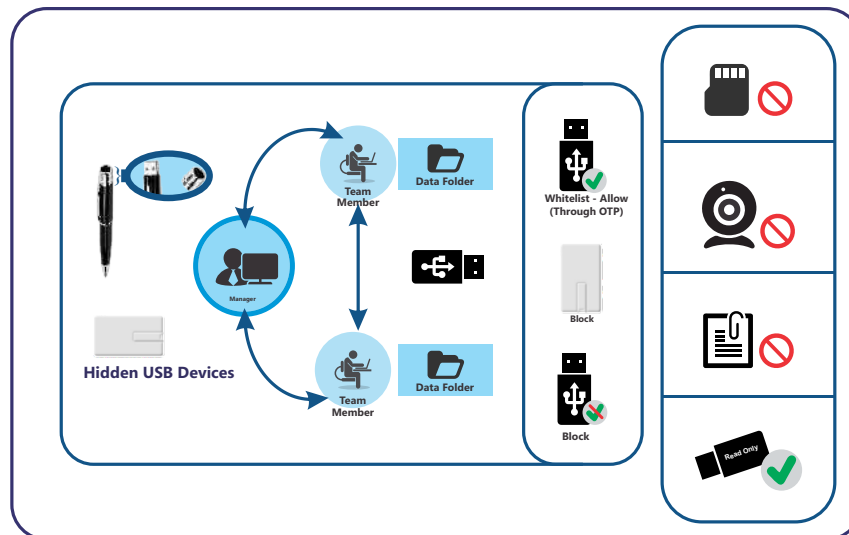 Team
Member
Data Folder
Whitelist - Allow
(Through OTP)
Manager
Block
Hidden USB Devices
Team
Member
Data Folder
Block
Read Only